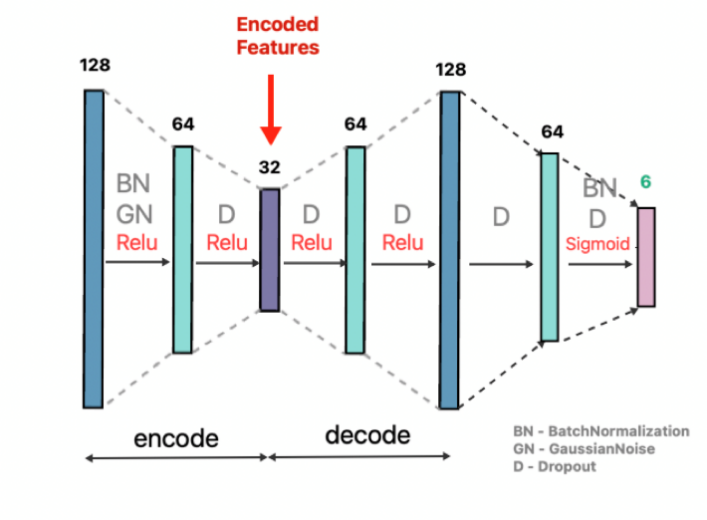 Encoded
Features
128
64
32
64
128
64
6
BN
GN
Relu
D
Relu
D
Relu
D
Relu
D
BN
D
Sigmoid
encode
decode
BN - BatchNormalization
GN - GaussianNoise
D - Dropout